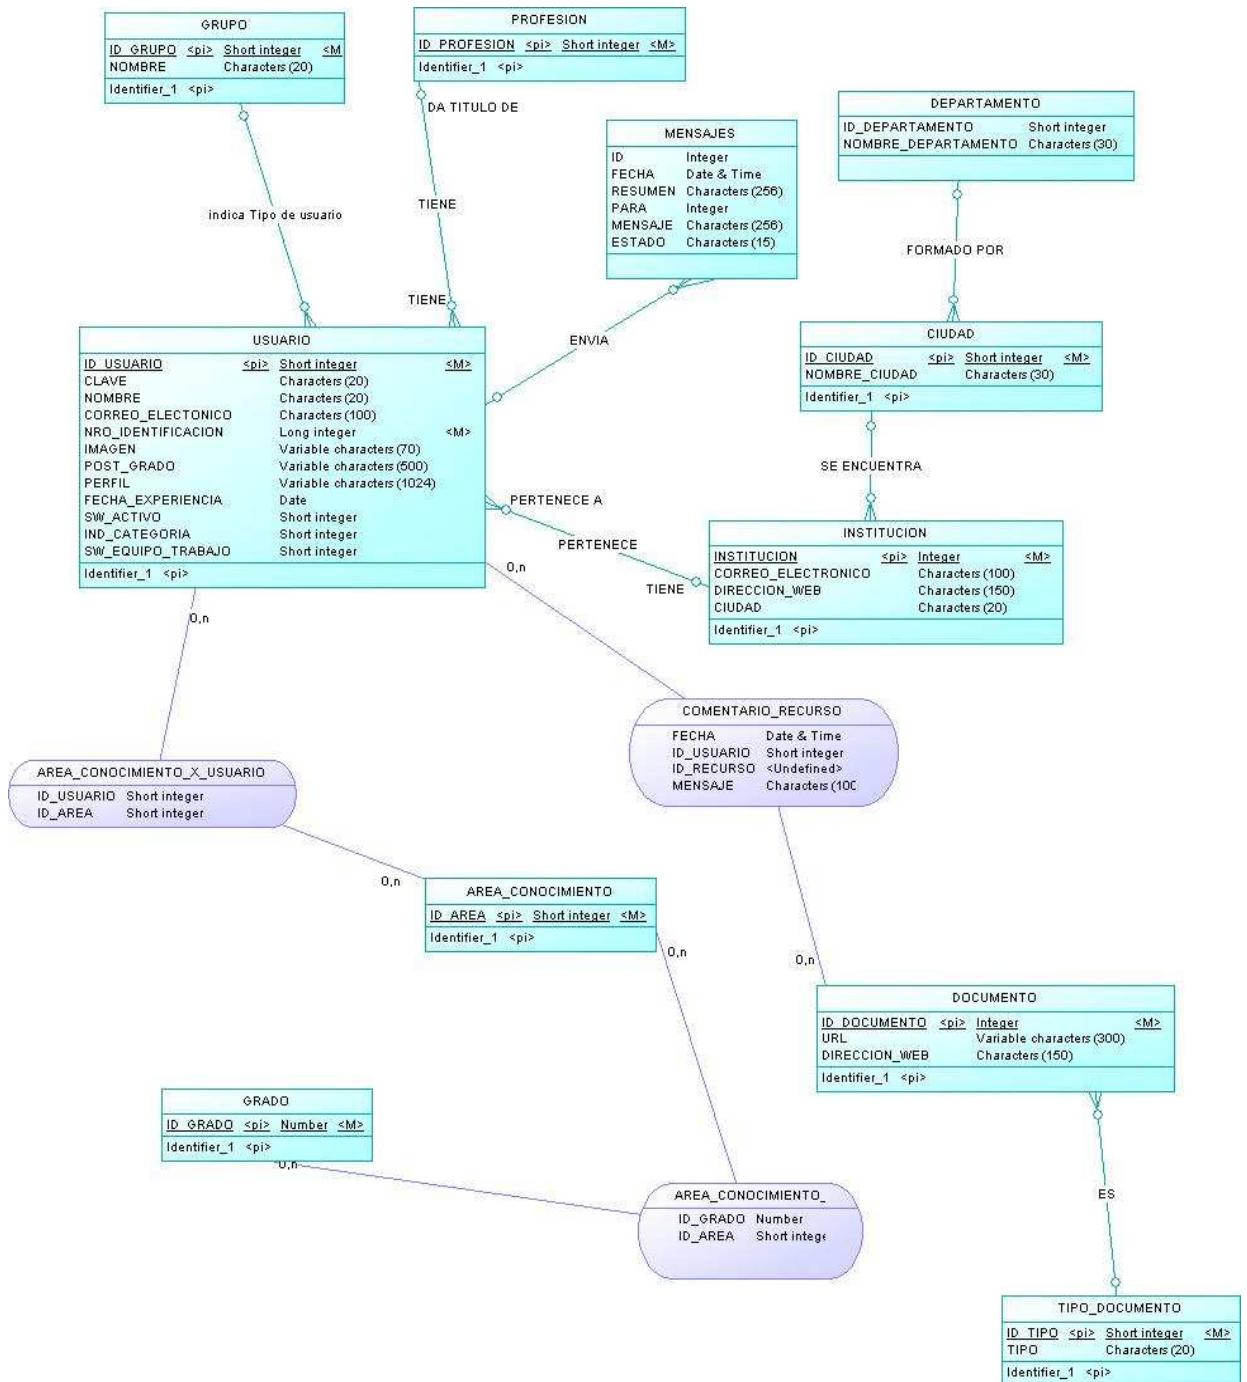 GRUPO
ID_GRUPO <pi> Short integer <M
NOMBRE Characters (20)
Identifier_1 <pi>
PROFESION
ID_PROFESION <pi> Short integer <M>
Identifier_1 <pi>
DA TITULO DE
TIENE
TIENE
indica Tipo de usuario
MENSAJES
ID Integer
FECHA Date & Time
RESUMEN Characters (256)
PARA Integer
MENSAJE Characters (256)
ESTADO Characters (15)
DEPARTAMENTO
ID_DEPARTAMENTO Short integer
NOMBRE_DEPARTAMENTO Characters (30)
FORMADO POR
ENVIA
CIUDAD
ID_CIUDAD <pi> Short integer <M>
NOMBRE_CIUDAD Characters (30)
Identifier_1 <pi>
USUARIO
ID_USUARIO <pi> Short integer <M>
CLAVE Characters (20)
NOMBRE Characters (20)
CORREO_ELECTONICO Characters (100)
NRO_IDENTIFICACION Long integer <M>
IMAGEN Variable characters (70)
POST_GRADO Variable characters (500)
PERFIL Variable characters (1024)
FECHA_EXPERIENCIA Date
SW_ACTIVO Short integer
IND_CATEGORIA Short integer
SW_EQUIPO_TRABAJO Short integer
Identifier_1 <pi>
SE ENCUENTRA
PERTENECE A
PERTENECE
TIENE
INSTITUCION
INSTITUCION <pi> Integer <M>
CORREO_ELECTRONICO Characters (100)
DIRECCION_WEB Characters (150)
CIUDAD Characters (20)
Identifier_1 <pi>
0,n
0,n
COMENTARIO_RECURSO
FECHA Date & Time
ID_USUARIO Short integer
ID_RECURSO <Undefined>
MENSAJE Characters (100
AREA_CONOCIMIENTO_X_USUARIO
ID_USUARIO Short integer
ID_AREA Short integer
0,n
AREA_CONOCIMIENTO
ID_AREA <pi> Short integer <M>
Identifier_1 <pi>
0,n
0,n
DOCUMENTO
ID_DOCUMENTO <pi> Integer <M>
URL Variable characters (300)
DIRECCION_WEB Characters (150)
Identifier_1 <pi>
GRADO
ID_GRADO <pi> Number <M>
Identifier_1 <pi>
0,n
AREA_CONOCIMIENTO_
ID_GRADO Number
ID_AREA Short intege
ES
TIPO_DOCUMENTO
ID_TIPO <pi> Short integer <M>
TIPO Characters (20)
Identifier_1 <pi>